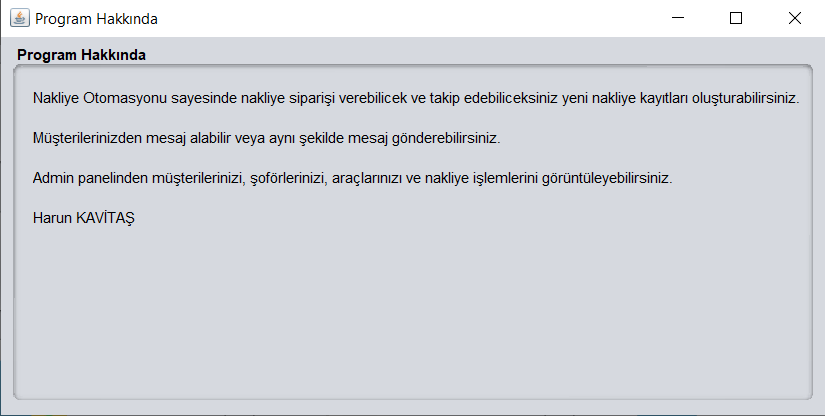 Program Hakkında
Program Hakkında
Nakliye Otomasyonu sayesinde nakliye siparişi verebilicek ve takip edebiliceksiniz yeni nakliye kayıtları oluşturabilirsiniz.
Müşterilerinizden mesaj alabilir veya aynı şekilde mesaj gönderebilirsiniz.
Admin panelinden müşterilerinizi, şoförlerinizi, araçlarınızı ve nakliye işlemlerini görüntüleyebilirsiniz.
Harun KAVİTAŞ